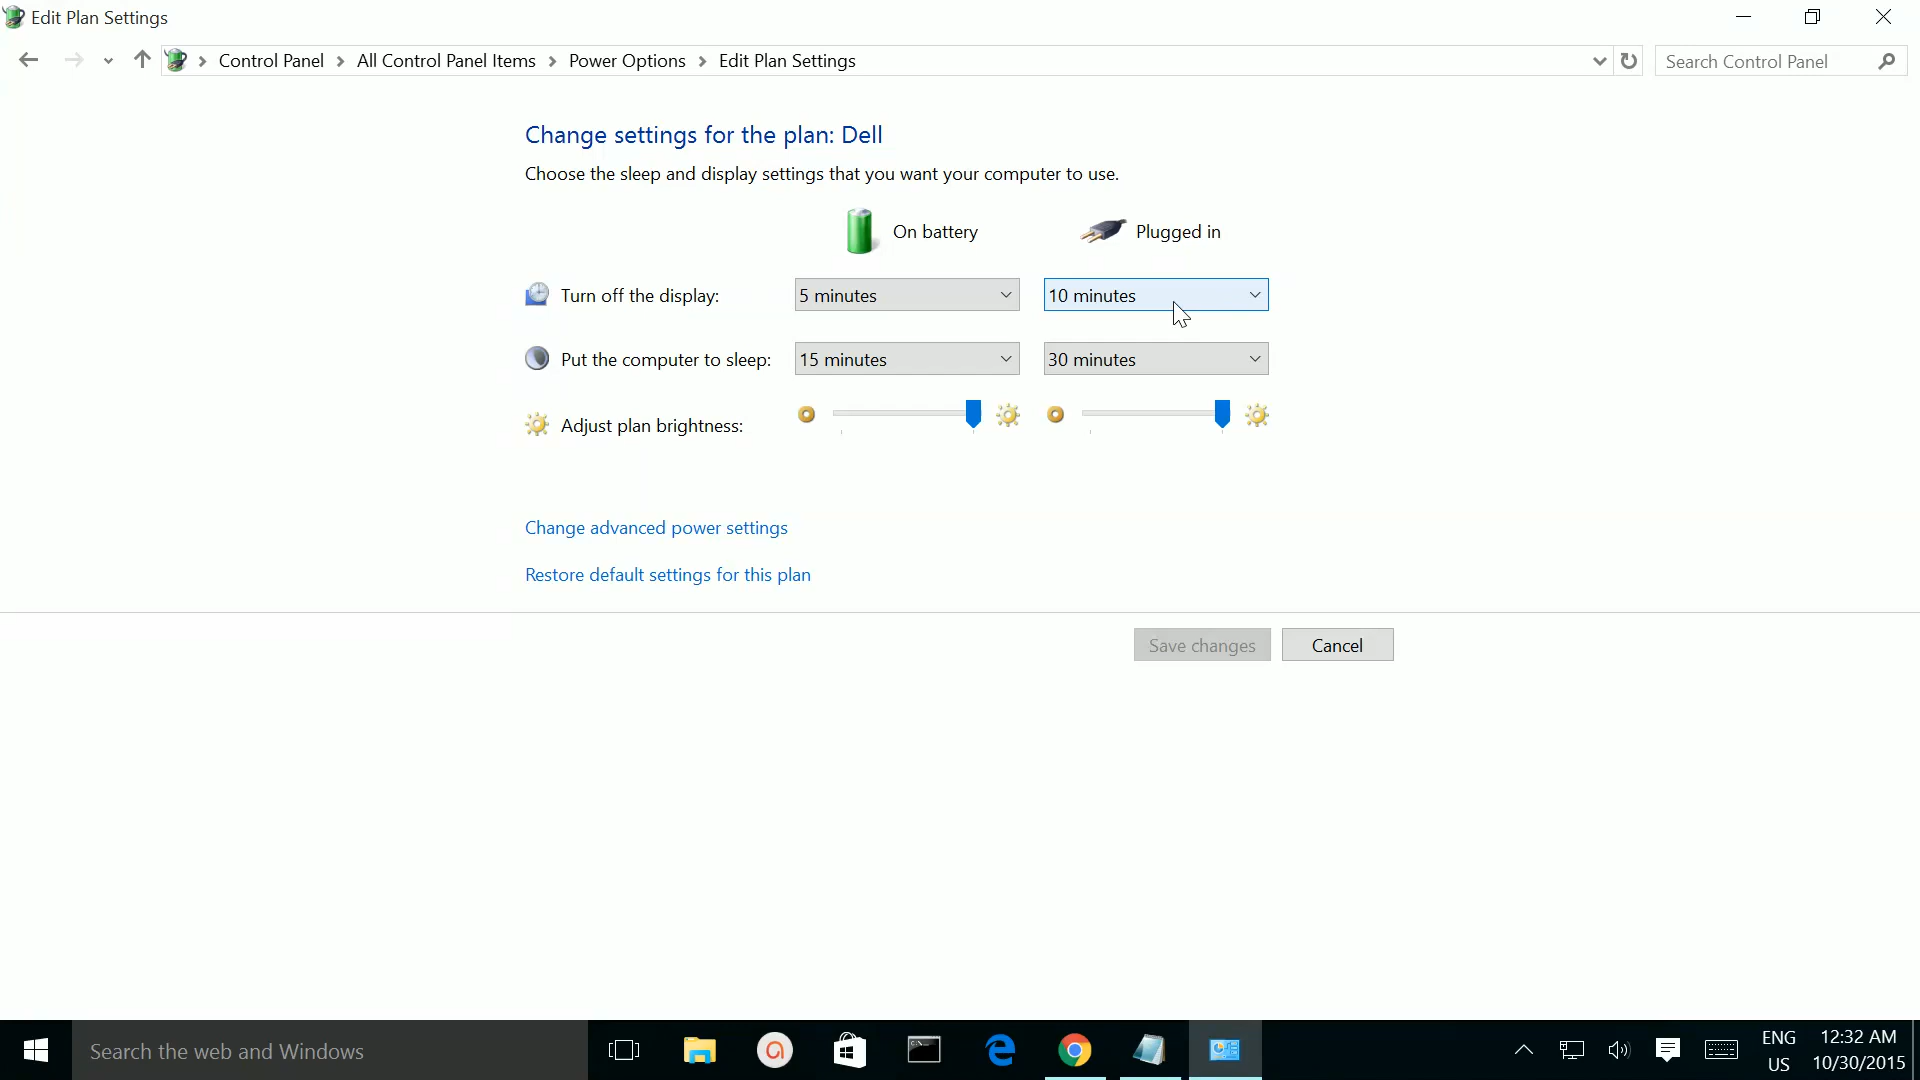 Edit Plan Settings
Control Panel > All Control Panel Items > Power Options > Edit Plan Settings
Search Control Panel
Change settings for the plan: Dell
Choose the sleep and display settings that you want your computer to use.
On battery Plugged in
Turn off the display: 5 minutes 10 minutes
Put the computer to sleep: 15 minutes 30 minutes
Adjust plan brightness:
Change advanced power settings
Restore default settings for this plan
Save changes Cancel
Search the web and Windows
ENG 12:32 AM
US 10/30/2015